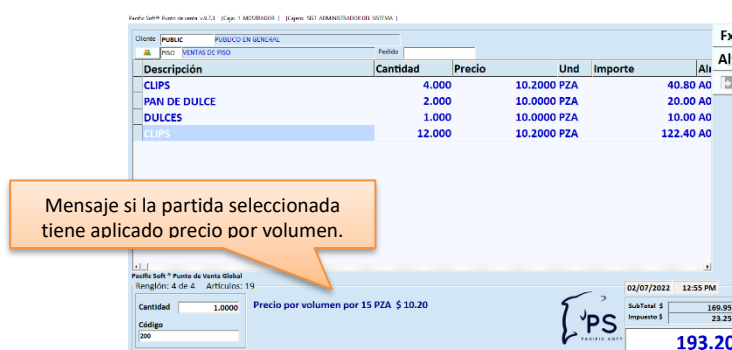 Pacific Soft® Punto de venta v.9.7.3 |Caja: 1 MOSTRADOR | |Cajero: SIST ADMINISTRADOR DEL SISTEMA |
Cliente PUBLIC PUBLICO EN GENERAL
PISO VENTAS DE PISO Pedido
Fx
Al
Descripción Cantidad Precio Und Importe Al
CLIPS 4.000 10.2000 PZA 40.80 A0
PAN DE DULCE 2.000 10.0000 PZA 20.00 A0
DULCES 1.000 10.0000 PZA 10.00 A0
CLIPS 12.000 10.2000 PZA 122.40 A0
Mensaje si la partida seleccionada
tiene aplicado precio por volumen.
Pacific Soft ® Punto de Venta Global
Renglón: 4 de 4 Artículos: 19
02/07/2022 12:55 PM
Cantidad 1.0000
Precio por volumen por 15 PZA $ 10.20
Código
200
PS
PACIFIC SOFT
SubTotal $ 169.95
Impuesto $ 23.25
193.20